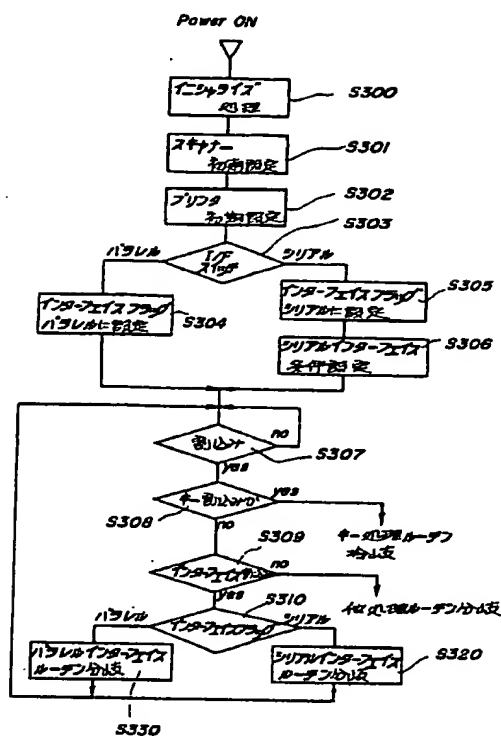 Power ON
イニシャライズ
処理
S300
スキャナー
初期設定
S301
プリンタ
初期設定
S302
S303
パラレル
I/F
スイッチ
シリアル
インターフェイスフラッグ
パラレルに設定
S304
インターフェイスフラッグ
シリアルに設定
S305
シリアルインターフェイス
条件設定
S306
割込み
no
S307
yes
キー割込みか
yes
S308
no
キー処理ルーチン
分岐
S309
インターフェイス
no
yes
他処理ルーチン分岐
S310
パラレル
インターフェイスフラッグ
シリアル
パラレルインターフェイス
ルーチン分岐
S330
シリアルインターフェイス
ルーチン分岐
S320